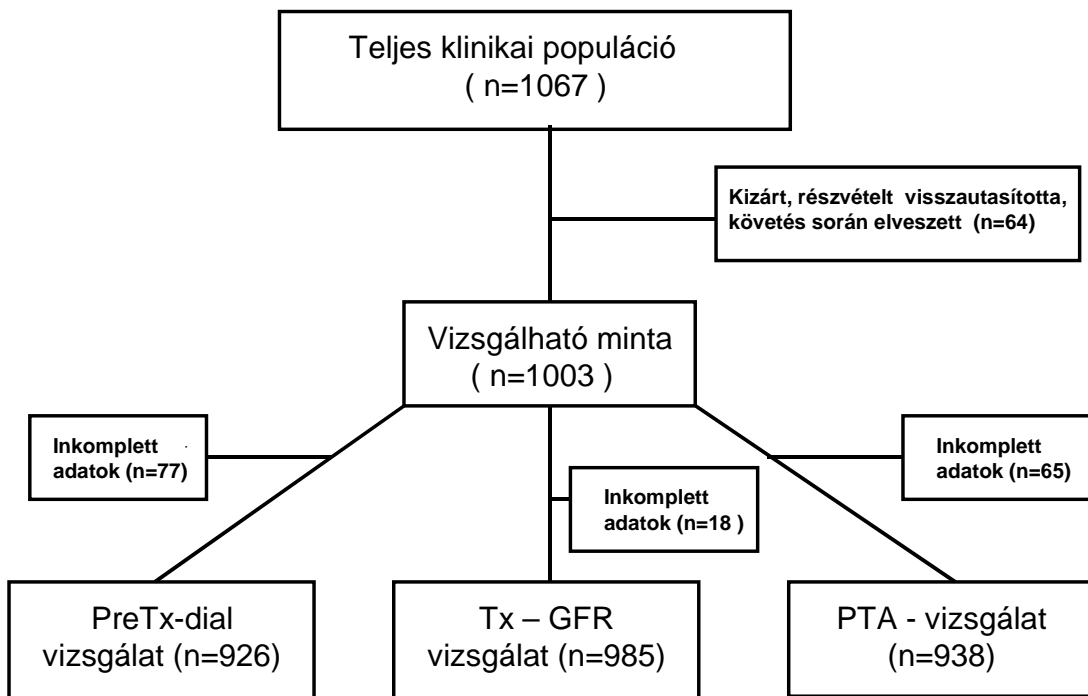 Teljes klinikai populáció
( n=1067 )
Kizárt, részvételt visszautasította,
követés során elveszett (n=64)
Vizsgálható minta
( n=1003 )
Inkomplett
adatok (n=77)
Inkomplett
adatok (n=18 )
Inkomplett
adatok (n=65)
PreTx-dial
vizsgálat (n=926)
Tx – GFR
vizsgálat (n=985)
PTA - vizsgálat
(n=938)